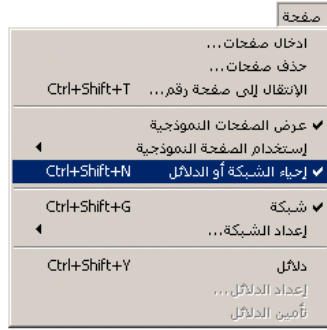 صفحة
ادخال صفحات...
حذف صفحات...
الإنتقال إلى صفحة رقم... Ctrl+Shift+T
عرض الصفحات النموذجية
إستخدام الصفحة النموذجية
إحياء الشبكة أو الدلائل Ctrl+Shift+N
شبكة Ctrl+Shift+G
إعداد الشبكة...
دلائل Ctrl+Shift+Y
إعداد الدلائل...
تأمين الدلائل